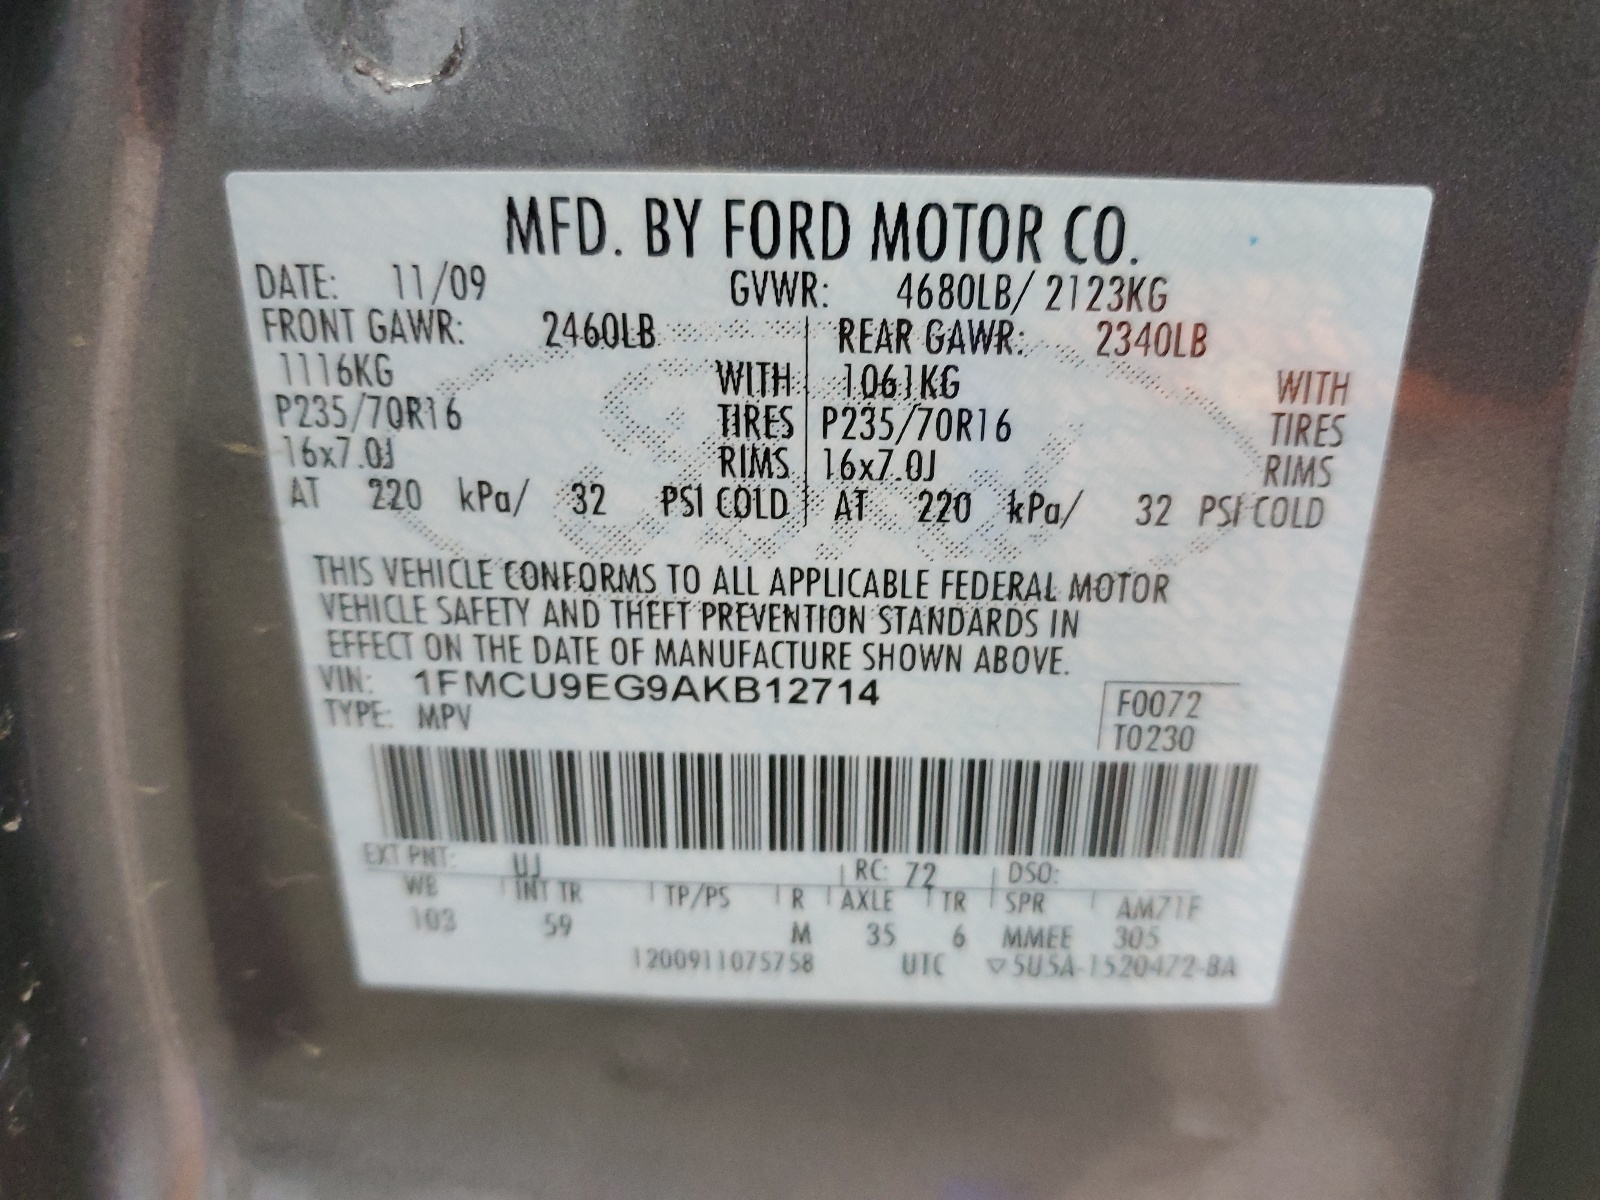 MFD. BY FORD MOTOR CO.
DATE: 11/09 GVWR: 4680LB/ 2123KG
FRONT GAWR: 2460LB REAR GAWR: 2340LB
1116KG WITH 1061KG WITH
P235/70R16 TIRES P235/70R16 TIRES
16x7.0J RIMS 16x7.0J RIMS
AT 220 kPa/ 32 PSI COLD AT 220 kPa/ 32 PSI COLD
THIS VEHICLE CONFORMS TO ALL APPLICABLE FEDERAL MOTOR
VEHICLE SAFETY AND THEFT PREVENTION STANDARDS IN
EFFECT ON THE DATE OF MANUFACTURE SHOWN ABOVE.
VIN: 1FMCU9EG9AKB12714
F0072
TYPE: MPV
T0230
EXT PNT: UJ RC: 72 DSO:
WB INT TR TP/PS R AXLE TR SPR AM71F
103 59 M 35 6 MMEE 305
1200911075758 UTC ▽5U5A-1520472-BA